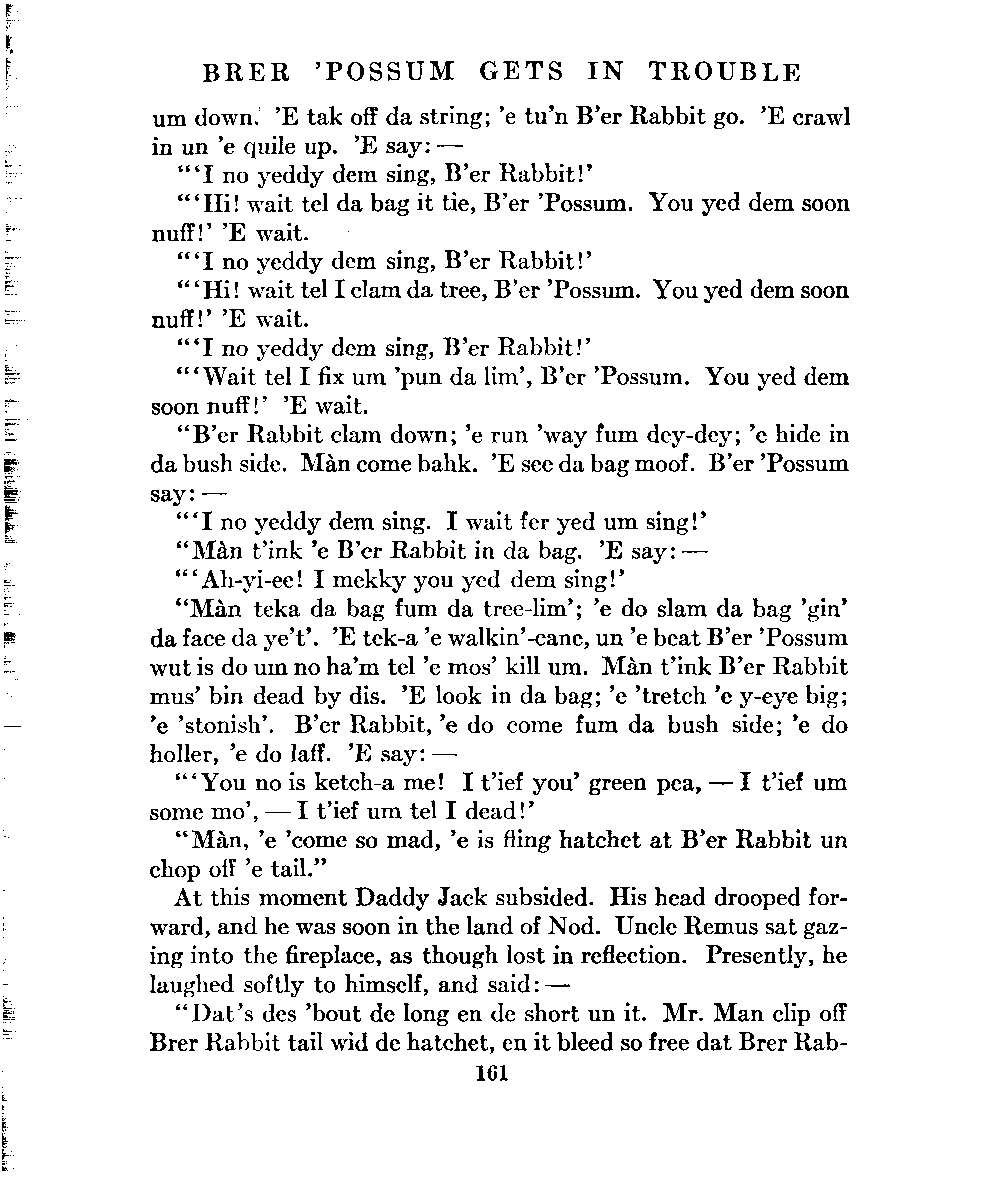 BRER ’POSSUM GETS IN TROUBLE
um down. ’E tak off da string; ’e tu’n B’er Rabbit go. ’E crawl
in un ’e quile up. ’E say: —
“‘I no yeddy dem sing, B’er Rabbit!’
“‘Hi! wait tel da bag it tie, B’er ’Possum. You yed dem soon
nuff!’ ’E wait.
“‘I no yeddy dem sing, B’er Rabbit!’
“‘Hi! wait tel I clam da tree, B’er ’Possum. You yed dem soon
nuff!’ ’E wait.
“‘I no yeddy dem sing, B’er Rabbit!’
“‘Wait tel I fix um ’pun da lim’, B’er ’Possum. You yed dem
soon nuff!’ ’E wait.
“B’er Rabbit clam down; ’e run ’way fum dey-dey; ’e hide in
da bush side. Màn come bahk. ’E see da bag moof. B’er ’Possum
say: —
“‘I no yeddy dem sing. I wait fer yed um sing!’
“Màn t’ink ’e B’er Rabbit in da bag. ’E say: —
“‘Ah-yi-ee! I mekky you yed dem sing!’
“Màn teka da bag fum da tree-lim’; ’e do slam da bag ’gin’
da face da ye’t’. ’E tek-a ’e walkin’-cane, un ’e beat B’er ’Possum
wut is do um no ha’m tel ’e mos’ kill um. Màn t’ink B’er Rabbit
mus’ bin dead by dis. ’E look in da bag; ’e ’tretch ’e y-eye big;
’e ’stonish’. B’er Rabbit, ’e do come fum da bush side; ’e do
holler, ’e do laff. ’E say: —
“‘You no is ketch-a me! I t’ief you’ green pea, — I t’ief um
some mo’, — I t’ief um tel I dead!’
“Màn, ’e ’come so mad, ’e is fling hatchet at B’er Rabbit un
chop off ’e tail.”
At this moment Daddy Jack subsided. His head drooped for-
ward, and he was soon in the land of Nod. Uncle Remus sat gaz-
ing into the fireplace, as though lost in reflection. Presently, he
laughed softly to himself, and said: —
“Dat’s des ’bout de long en de short un it. Mr. Man clip off
Brer Rabbit tail wid de hatchet, en it bleed so free dat Brer Rab-
161